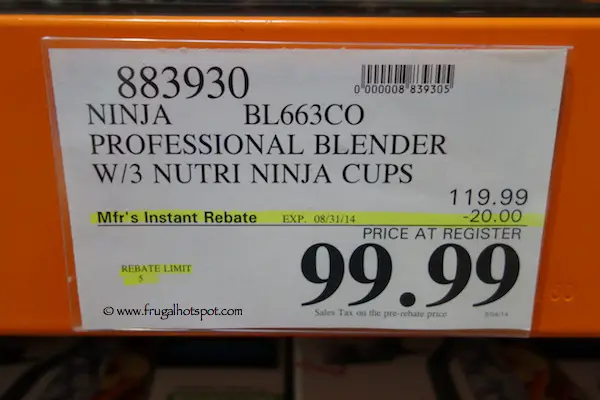 883930
0"000008"839305"
NINJA BL663CO
PROFESSIONAL BLENDER
W/3 NUTRI NINJA CUPS
119.99
Mfr's Instant Rebate EXP. 08/31/14 -20.00
PRICE AT REGISTER
99.99
REBATE LIMIT
5
Sales Tax on the pre-rebate price
© www.frugalhotspot.com